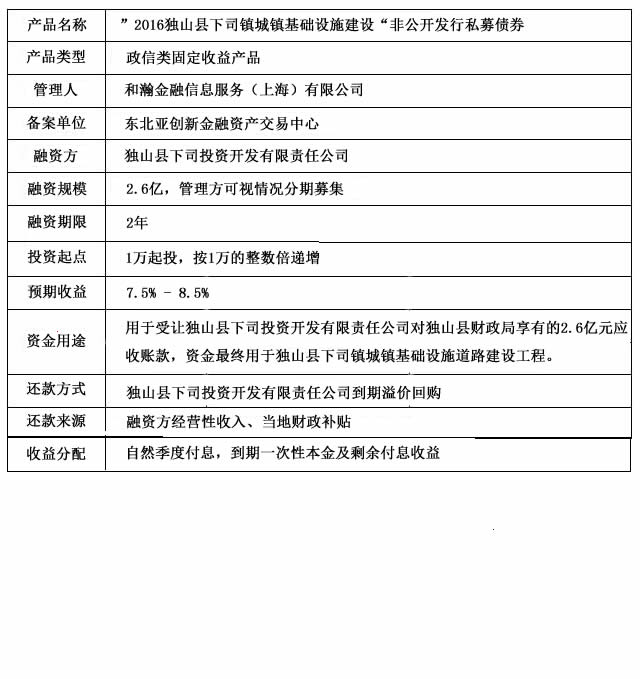 产品名称 ”2016独山县下司镇城镇基础设施建设“非公开发行私募债券
产品类型 政信类固定收益产品
管理人 和瀚金融信息服务（上海）有限公司
备案单位 东北亚创新金融资产交易中心
融资方 独山县下司投资开发有限责任公司
融资规模 2.6亿，管理方可视情况分期募集
融资期限 2年
投资起点 1万起投，按1万的整数倍递增
预期收益 7.5% - 8.5%
资金用途 用于受让独山县下司投资开发有限责任公司对独山县财政局享有的2.6亿元应
收账款，资金最终用于独山县下司镇城镇基础设施道路建设工程。
还款方式 独山县下司投资开发有限责任公司到期溢价回购
还款来源 融资方经营性收入、当地财政补贴
收益分配 自然季度付息，到期一次性本金及剩余付息收益